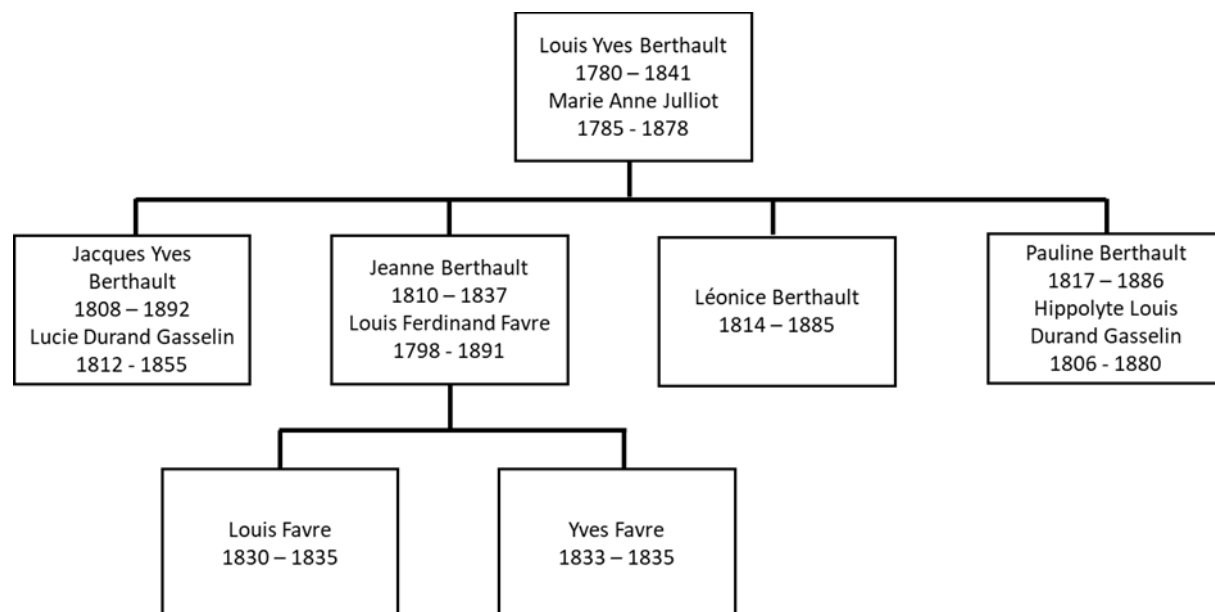 Louis Yves Berthault
1780 – 1841
Marie Anne Julliot
1785 - 1878
Jacques Yves
Berthault
1808 – 1892
Lucie Durand Gasselin
1812 - 1855
Jeanne Berthault
1810 – 1837
Louis Ferdinand Favre
1798 - 1891
Léonice Berthault
1814 – 1885
Pauline Berthault
1817 – 1886
Hippolyte Louis
Durand Gasselin
1806 - 1880
Louis Favre
1830 – 1835
Yves Favre
1833 – 1835